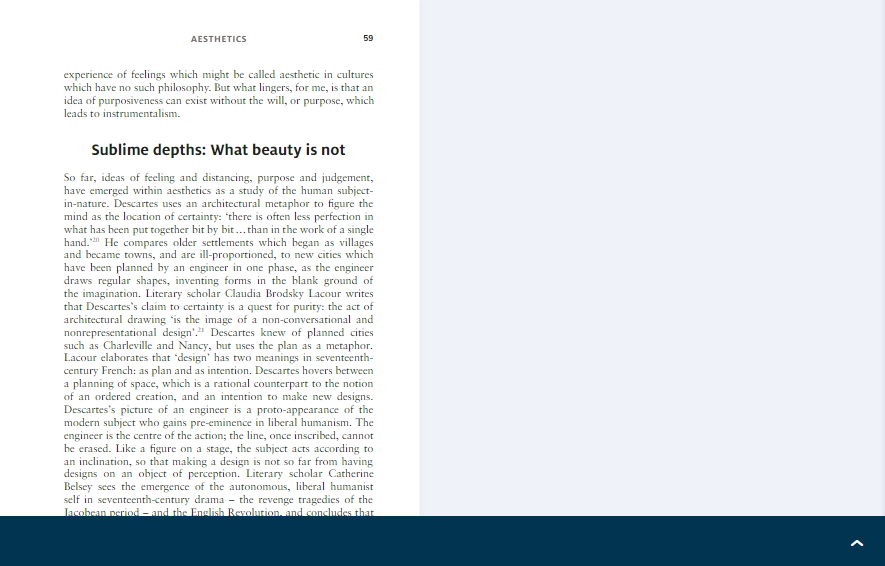 AESTHETICS 59
experience of feelings which might be called aesthetic in cultures
which have no such philosophy. But what lingers, for me, is that an
idea of purposiveness can exist without the will, or purpose, which
leads to instrumentalism.
Sublime depths: What beauty is not
So far, ideas of feeling and distancing, purpose and judgement,
have emerged within aesthetics as a study of the human subject-
in-nature. Descartes uses an architectural metaphor to figure the
mind as the location of certainty: ‘there is often less perfection in
what has been put together bit by bit … than in the work of a single
hand.’20 He compares older settlements which began as villages
and became towns, and are ill-proportioned, to new cities which
have been planned by an engineer in one phase, as the engineer
draws regular shapes, inventing forms in the blank ground of
the imagination. Literary scholar Claudia Brodsky Lacour writes
that Descartes’s claim to certainty is a quest for purity: the act of
architectural drawing ‘is the image of a non-conversational and
nonrepresentational design’.21 Descartes knew of planned cities
such as Charleville and Nancy, but uses the plan as a metaphor.
Lacour elaborates that ‘design’ has two meanings in seventeenth-
century French: as plan and as intention. Descartes hovers between
a planning of space, which is a rational counterpart to the notion
of an ordered creation, and an intention to make new designs.
Descartes’s picture of an engineer is a proto-appearance of the
modern subject who gains pre-eminence in liberal humanism. The
engineer is the centre of the action; the line, once inscribed, cannot
be erased. Like a figure on a stage, the subject acts according to
an inclination, so that making a design is not so far from having
designs on an object of perception. Literary scholar Catherine
Belsey sees the emergence of the autonomous, liberal humanist
self in seventeenth-century drama – the revenge tragedies of the
Jacobean period – and the English Revolution, and concludes that